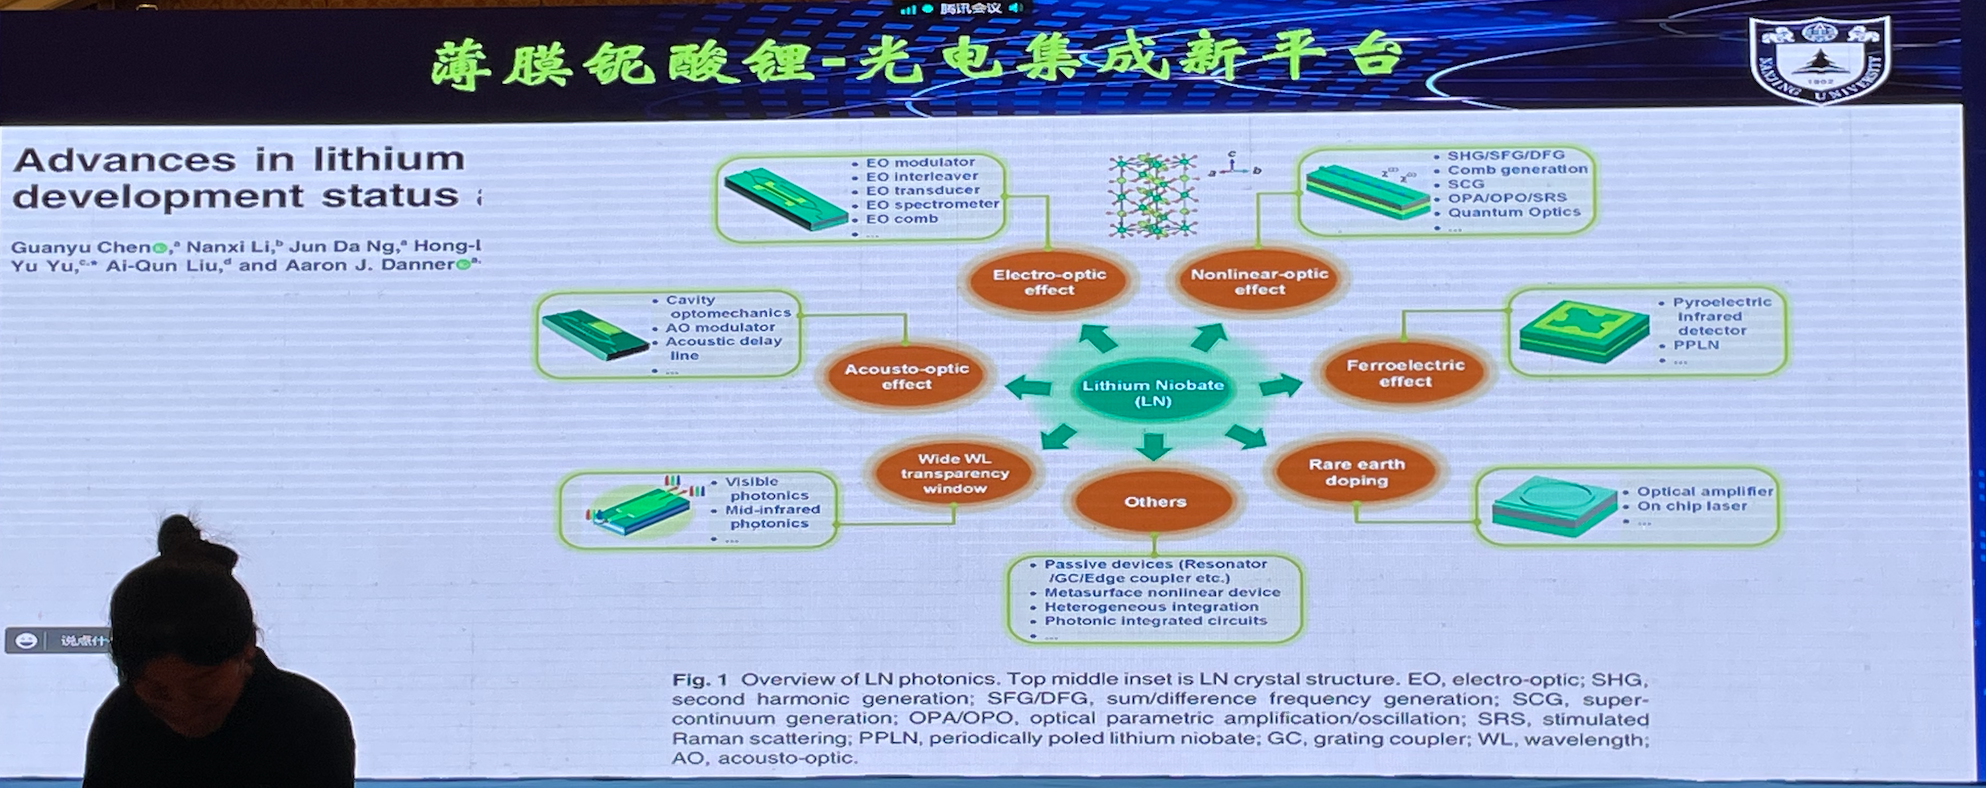 腾讯会议
薄膜铌酸锂-光电集成新平台
NANJING UNIVERSITY
1902
Advances in lithium
development status
Guanyu Chen,ᵃ Nanxi Li,ᵇ Jun Da Ng,ᵃ Hong-L
Yu Yu,ᶜ,* Ai-Qun Liu,ᵈ and Aaron J. Dannerᵃ,
• EO modulator
• EO interleaver
• EO transducer
• EO spectrometer
• EO comb
• ...
c
a
b
• SHG/SFG/DFG
• Comb generation
• SCG
• OPA/OPO/SRS
• Quantum Optics
• ...
χ⁽²⁾
χ⁽³⁾
Electro-optic
effect
Nonlinear-optic
effect
• Cavity
optomechanics
• AO modulator
• Acoustic delay
line
• ...
Acousto-optic
effect
Lithium Niobate
(LN)
Ferroelectric
effect
• Pyroelectric
infrared
detector
• PPLN
• ...
• Visible
photonics
• Mid-infrared
photonics
• ...
Wide WL
transparency
window
Others
Rare earth
doping
• Optical amplifier
• On chip laser
• ...
• Passive devices (Resonator
/GC/Edge coupler etc.)
• Metasurface nonlinear device
• Heterogeneous integration
• Photonic integrated circuits
• ...
说点什
Fig. 1 Overview of LN photonics. Top middle inset is LN crystal structure. EO, electro-optic; SHG,
second harmonic generation; SFG/DFG, sum/difference frequency generation; SCG, super-
continuum generation; OPA/OPO, optical parametric amplification/oscillation; SRS, stimulated
Raman scattering; PPLN, periodically poled lithium niobate; GC, grating coupler; WL, wavelength;
AO, acousto-optic.